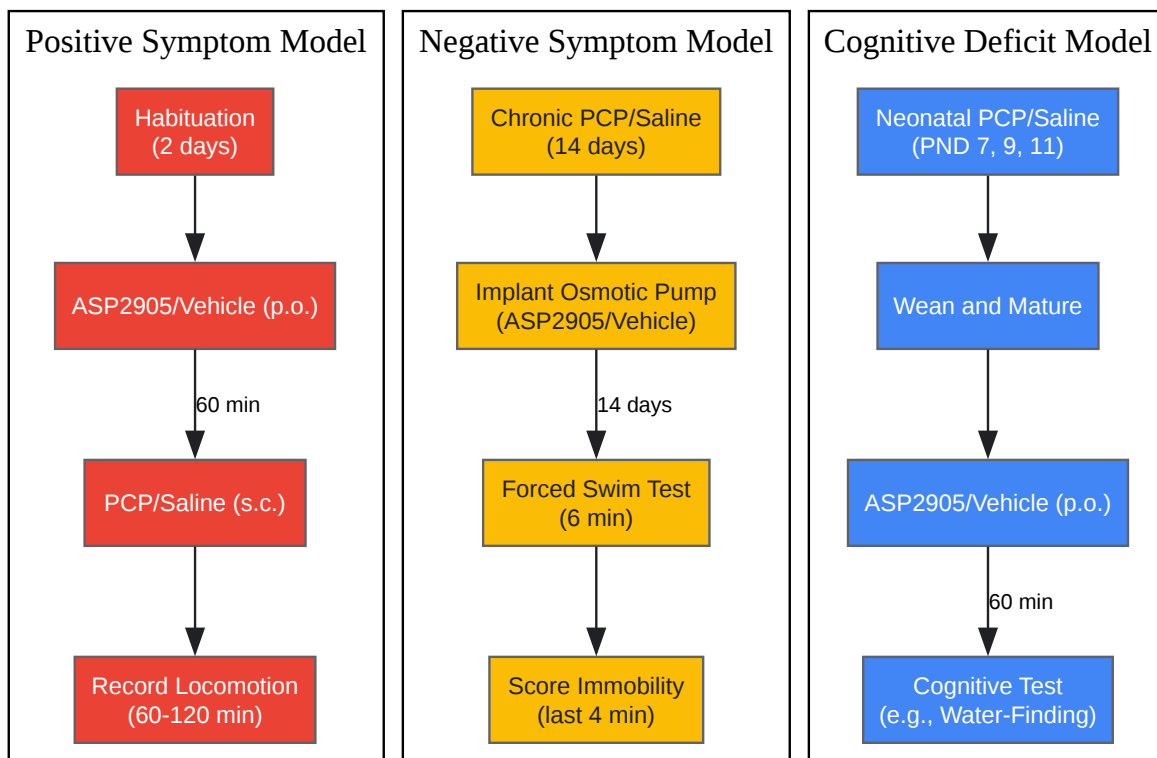 Positive Symptom Model
Habituation
(2 days)
ASP2905/Vehicle (p.o.)
60 min
PCP/Saline (s.c.)
Record Locomotion
(60-120 min)
Negative Symptom Model
Chronic PCP/Saline
(14 days)
Implant Osmotic Pump
(ASP2905/Vehicle)
14 days
Forced Swim Test
(6 min)
Score Immobility
(last 4 min)
Cognitive Deficit Model
Neonatal PCP/Saline
(PND 7, 9, 11)
Wean and Mature
ASP2905/Vehicle (p.o.)
60 min
Cognitive Test
(e.g., Water-Finding)